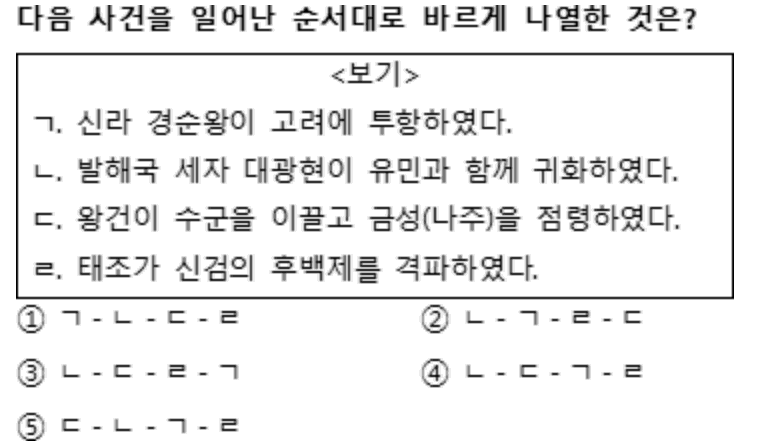 다음 사건을 일어난 순서대로 바르게 나열한 것은?
<보기>
ㄱ. 신라 경순왕이 고려에 투항하였다.
ㄴ. 발해국 세자 대광현이 유민과 함께 귀화하였다.
ㄷ. 왕건이 수군을 이끌고 금성(나주)을 점령하였다.
ㄹ. 태조가 신검의 후백제를 격파하였다.
① ㄱ - ㄴ - ㄷ - ㄹ ② ㄴ - ㄱ - ㄹ - ㄷ
③ ㄴ - ㄷ - ㄹ - ㄱ ④ ㄴ - ㄷ - ㄱ - ㄹ
⑤ ㄷ - ㄴ - ㄱ - ㄹ